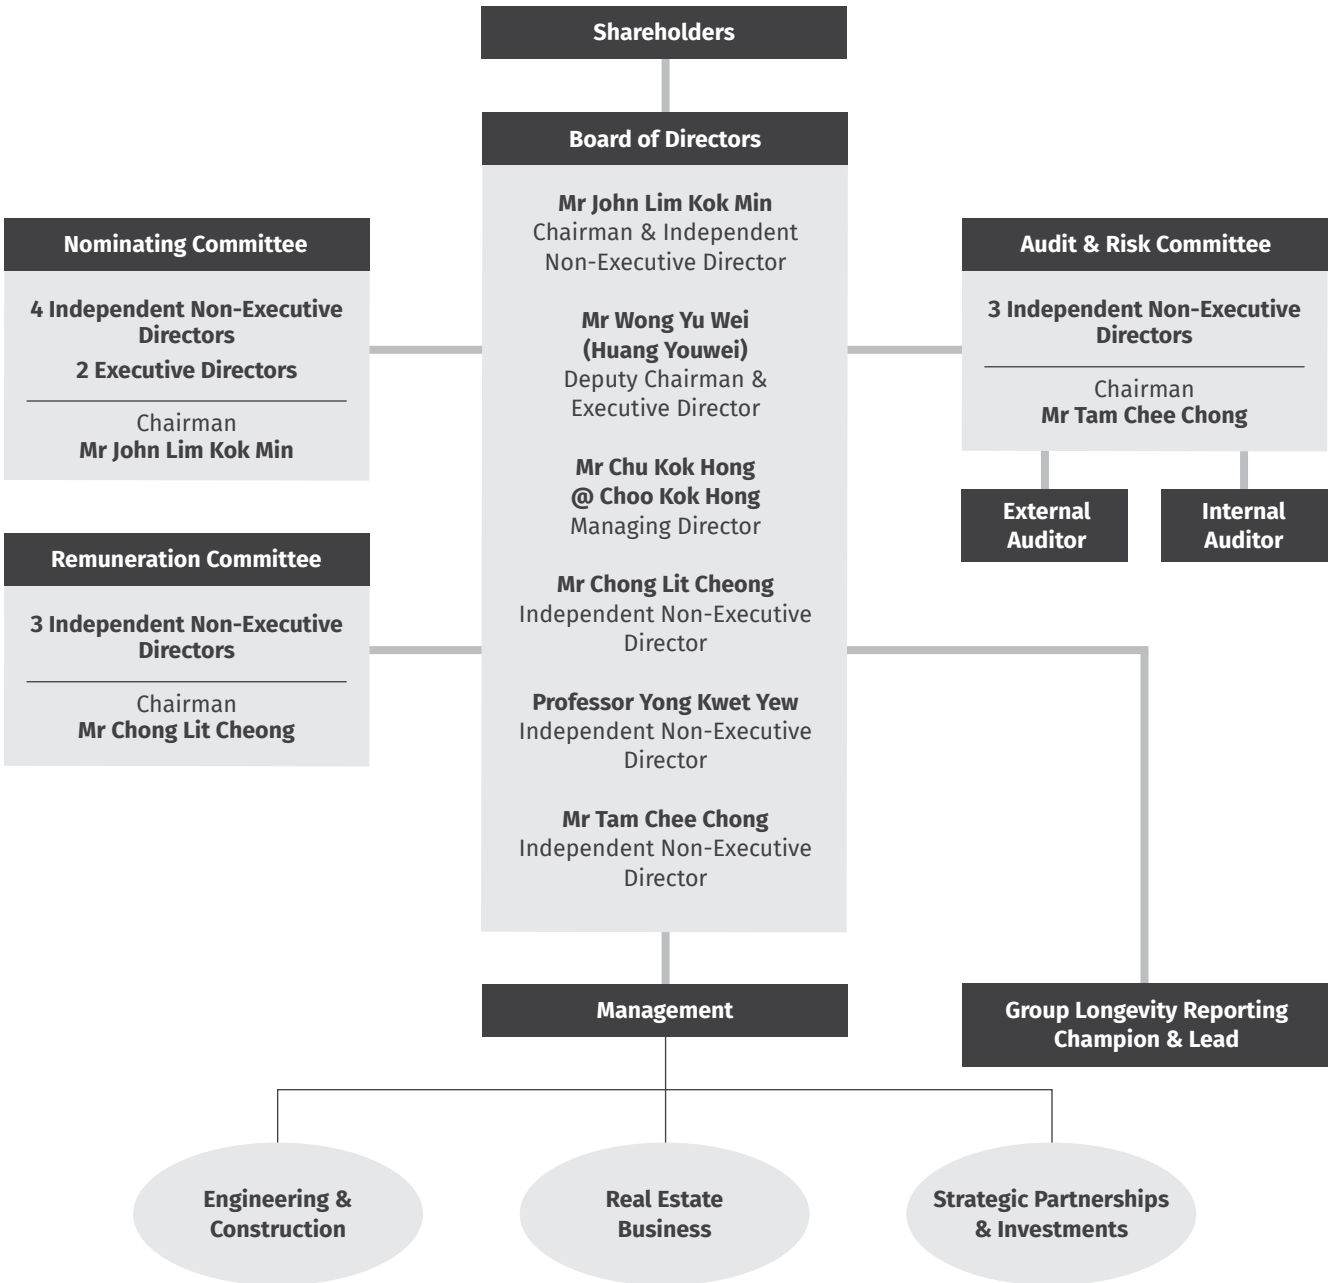 Shareholders
Board of Directors
Mr John Lim Kok Min
Chairman & Independent
Non-Executive Director
Mr Wong Yu Wei
(Huang Youwei)
Deputy Chairman &
Executive Director
Mr Chu Kok Hong
@ Choo Kok Hong
Managing Director
Mr Chong Lit Cheong
Independent Non-Executive
Director
Professor Yong Kwet Yew
Independent Non-Executive
Director
Mr Tam Chee Chong
Independent Non-Executive
Director
Nominating Committee
4 Independent Non-Executive
Directors
2 Executive Directors
Chairman
Mr John Lim Kok Min
Remuneration Committee
3 Independent Non-Executive
Directors
Chairman
Mr Chong Lit Cheong
Audit & Risk Committee
3 Independent Non-Executive
Directors
Chairman
Mr Tam Chee Chong
External
Auditor
Internal
Auditor
Management
Group Longevity Reporting
Champion & Lead
Engineering &
Construction
Real Estate
Business
Strategic Partnerships
& Investments